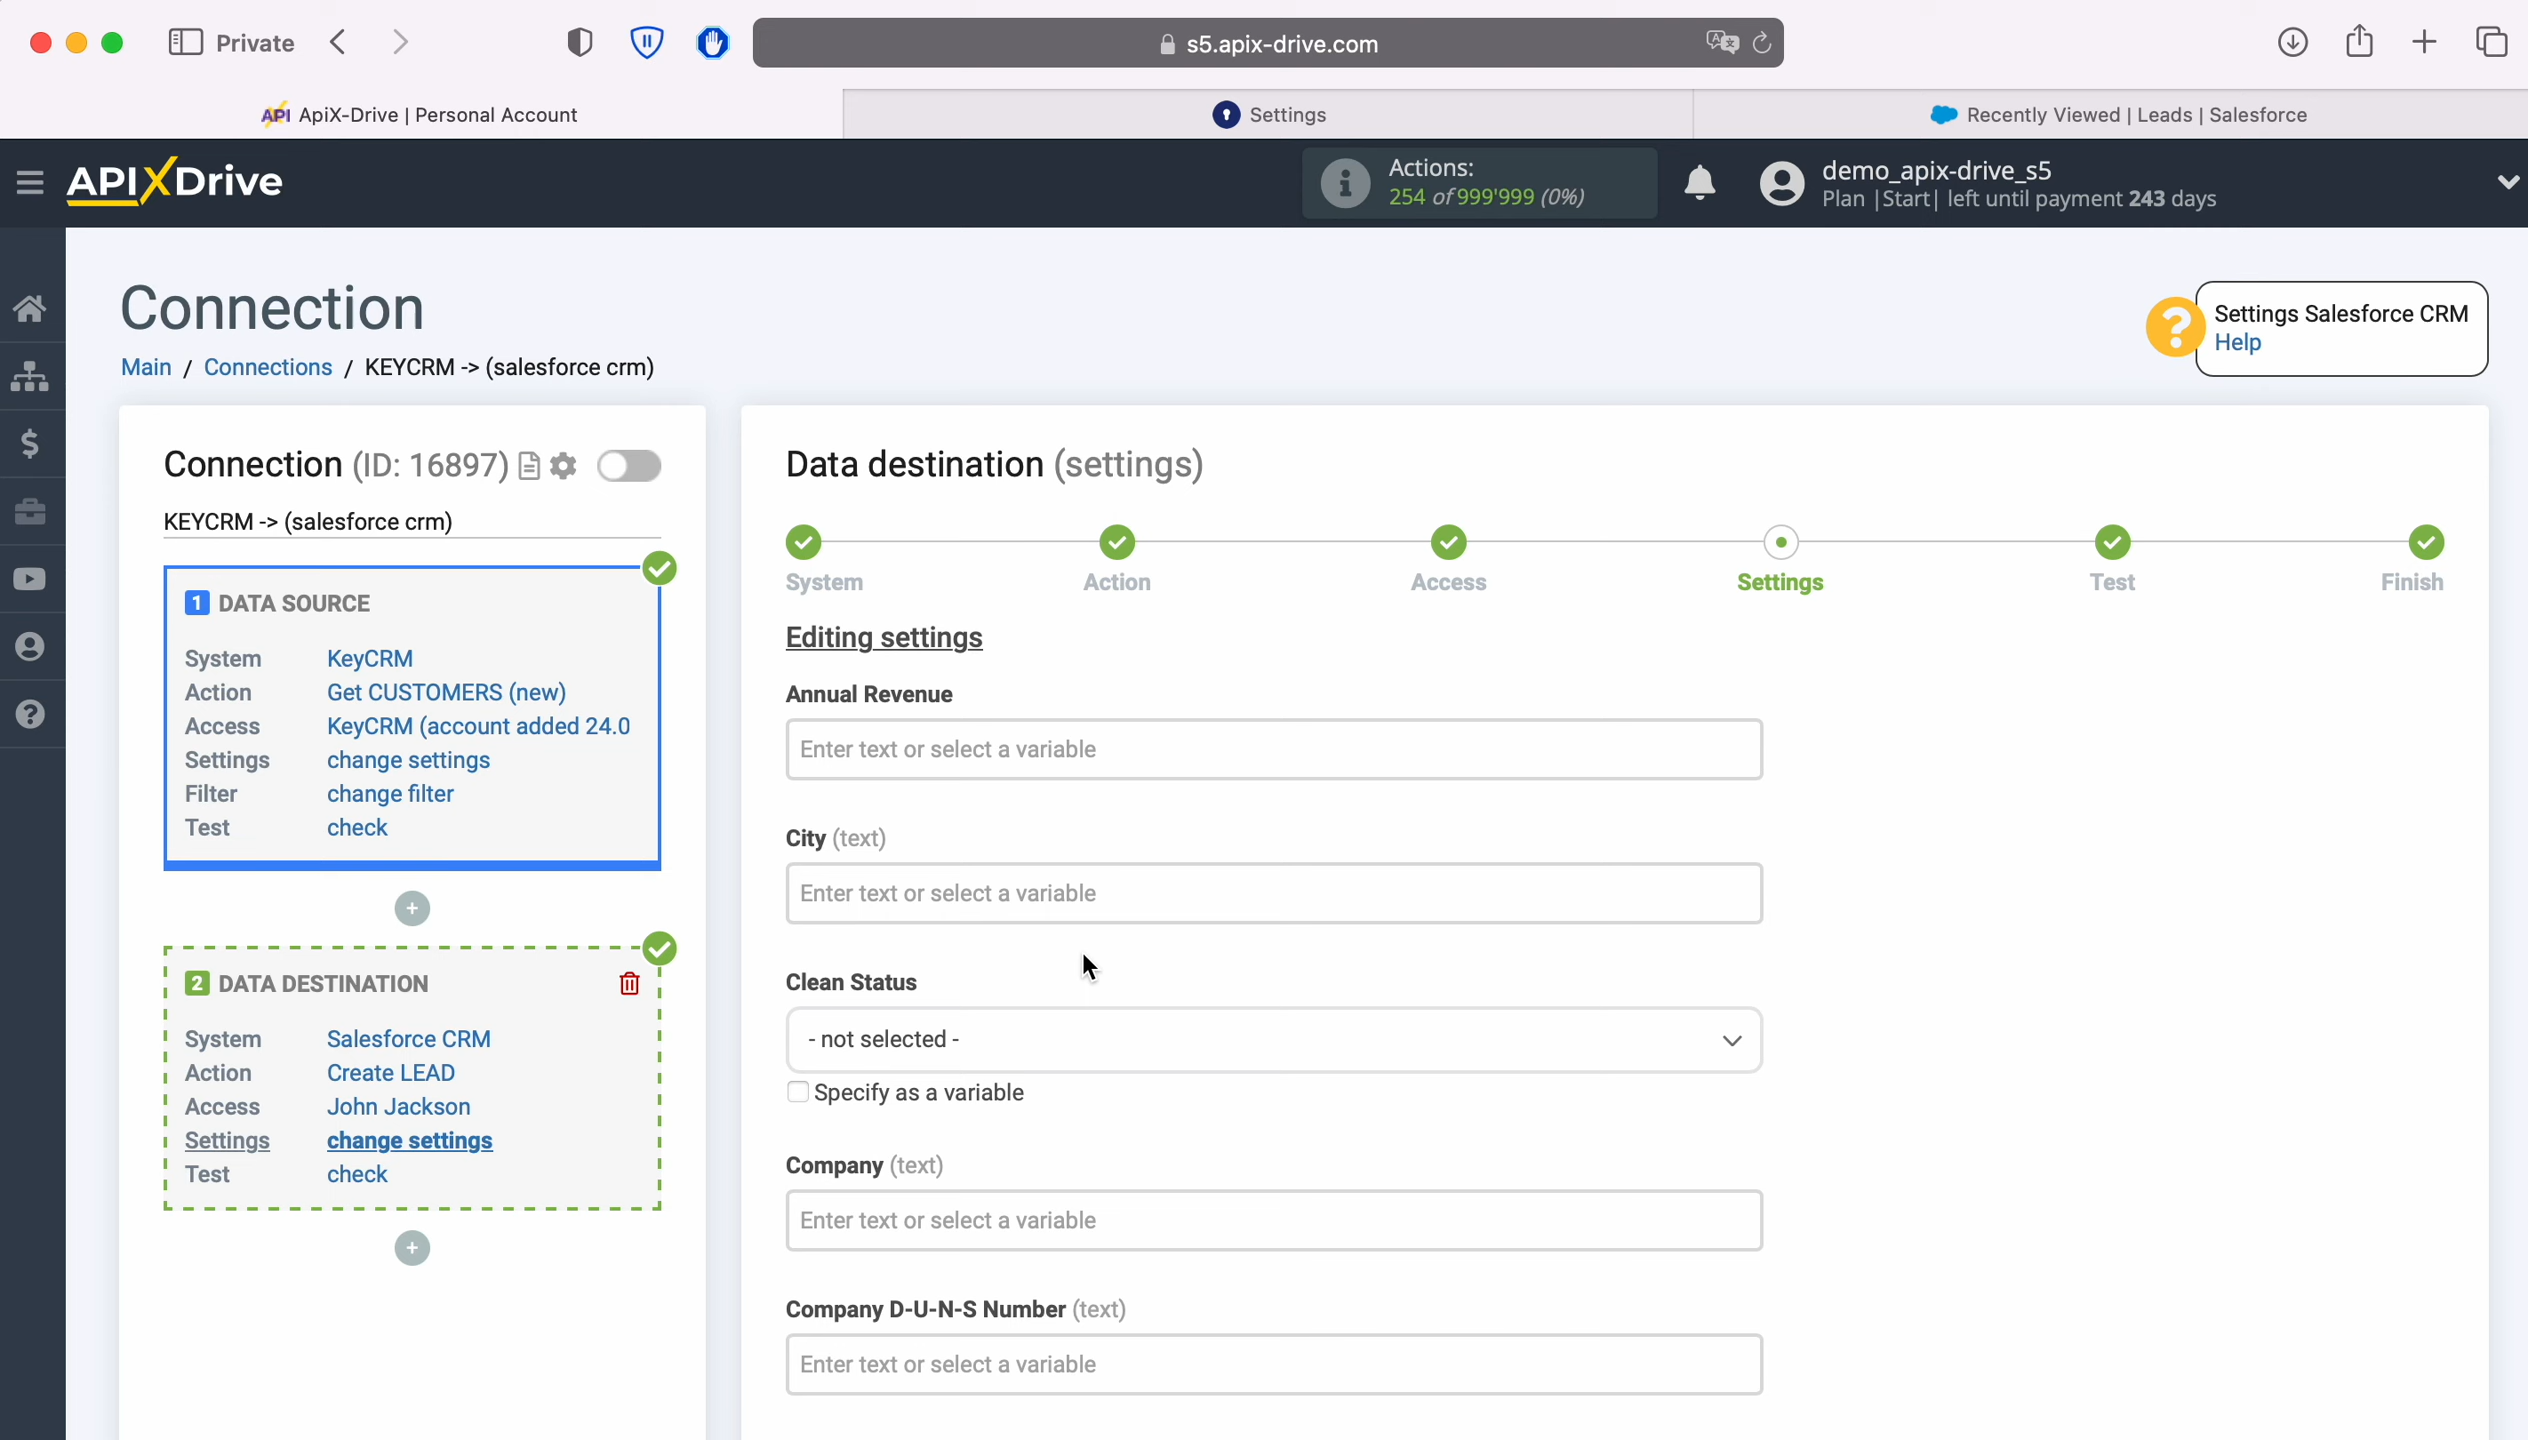 Private
s5.apix-drive.com
API ApiX-Drive | Personal Account
Settings
Recently Viewed | Leads | Salesforce
APIXDrive
Actions:
254 of 999'999 (0%)
demo_apix-drive_s5
Plan |Start| left until payment 243 days
Connection
Settings Salesforce CRM
Help
Main / Connections / KEYCRM -> (salesforce crm)
Connection (ID: 16897)
KEYCRM -> (salesforce crm)
1 DATA SOURCE
System KeyCRM
Action Get CUSTOMERS (new)
Access KeyCRM (account added 24.0
Settings change settings
Filter change filter
Test check
2 DATA DESTINATION
System Salesforce CRM
Action Create LEAD
Access John Jackson
Settings change settings
Test check
Data destination (settings)
System Action Access Settings Test Finish
Editing settings
Annual Revenue
Enter text or select a variable
City (text)
Enter text or select a variable
Clean Status
- not selected -
Specify as a variable
Company (text)
Enter text or select a variable
Company D-U-N-S Number (text)
Enter text or select a variable